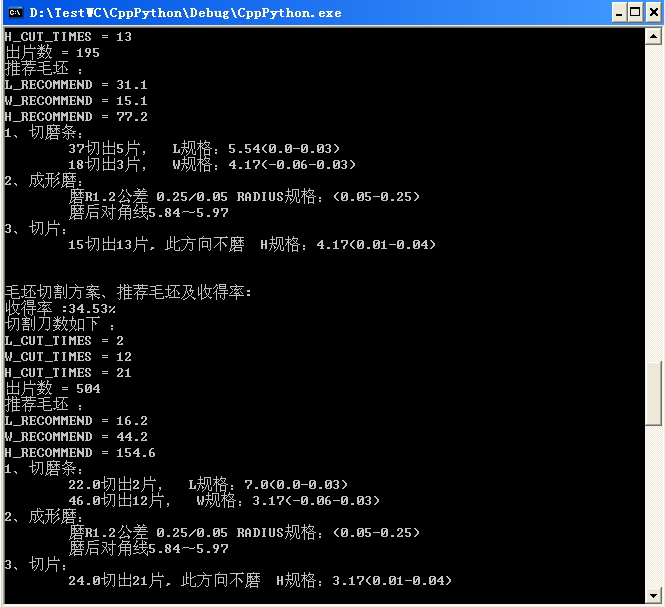 D:\TestWC\CppPython\Debug\CppPython.exe
H_CUT_TIMES = 13
出片数 = 195
推荐毛坯 :
L_RECOMMEND = 31.1
W_RECOMMEND = 15.1
H_RECOMMEND = 77.2
1、切磨条:
37切出5片,  L规格: 5.54(0.0-0.03)
18切出3片,  W规格: 4.17(-0.06-0.03)
2、成形磨:
磨R1.2公差 0.25/0.05 RADIUS规格: (0.05-0.25)
磨后对角线5.84~5.97
3、切片:
15切出13片, 此方向不磨  H规格: 4.17(0.01-0.04)
毛坯切割方案、推荐毛坯及收得率:
收得率 :34.53%
切割刀数如下 :
L_CUT_TIMES = 2
W_CUT_TIMES = 12
H_CUT_TIMES = 21
出片数 = 504
推荐毛坯 :
L_RECOMMEND = 16.2
W_RECOMMEND = 44.2
H_RECOMMEND = 154.6
1、切磨条:
22.0切出2片,  L规格: 7.0(0.0-0.03)
46.0切出12片,  W规格: 3.17(-0.06-0.03)
2、成形磨:
磨R1.2公差 0.25/0.05 RADIUS规格: (0.05-0.25)
磨后对角线5.84~5.97
3、切片:
24.0切出21片, 此方向不磨  H规格: 3.17(0.01-0.04)